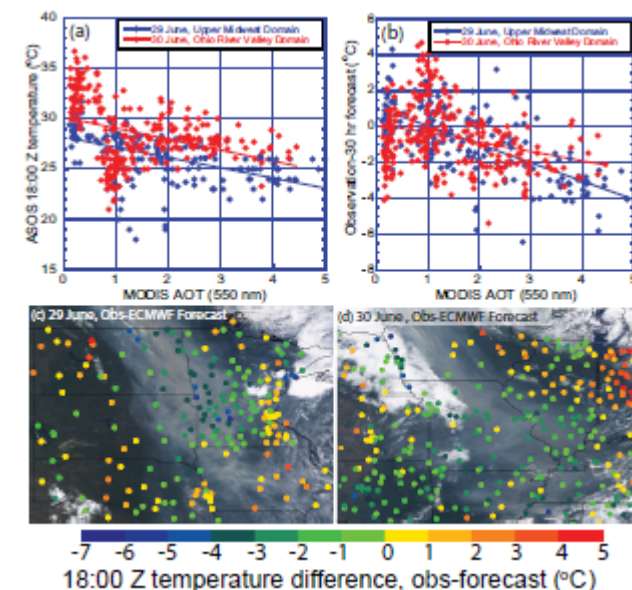 (a)
29 June, Upper Midwest Domain
30 June, Ohio River Valley Domain
ASOS 18:00 Z temperature (°C)
40
35
30
25
20
15
0 1 2 3 4 5
MODIS AOT (550 nm)
(b)
29 June, Upper Midwest Domain
30 June, Ohio River Valley Domain
Observation-30 hr forecast (°C)
6
4
2
0
-2
-4
-6
-8
0 1 2 3 4 5
MODIS AOT (550 nm)
(c) 29 June, Obs-ECMWF Forecast
(d) 30 June, Obs-ECMWF Forecast
-7 -6 -5 -4 -3 -2 -1 0 1 2 3 4 5
18:00 Z temperature difference, obs-forecast (°C)